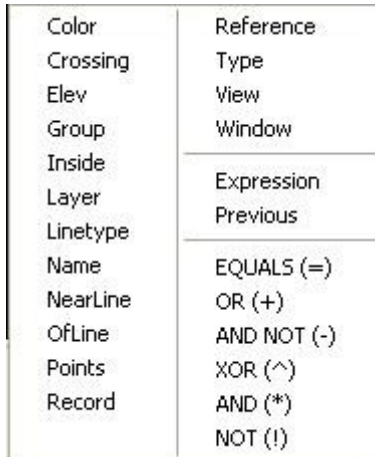 Color
Crossing
Elev
Group
Inside
Layer
Linetype
Name
NearLine
OfLine
Points
Record
Reference
Type
View
Window
Expression
Previous
EQUALS (=)
OR (+)
AND NOT (-)
XOR (^)
AND (*)
NOT (!)